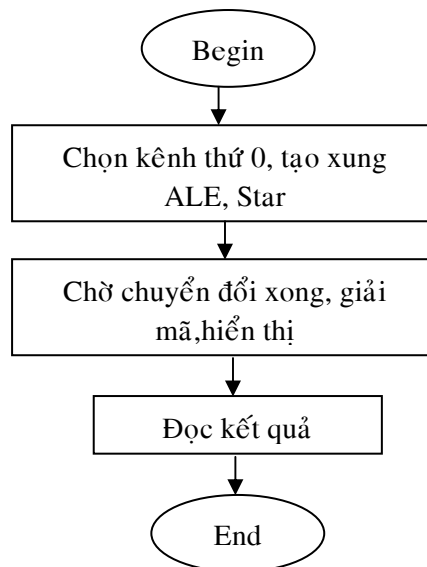 Begin
Chọn kênh thứ 0, tạo xung
ALE, Star
Chờ chuyển đổi xong, giải
mã,hiển thị
Đọc kết quả
End